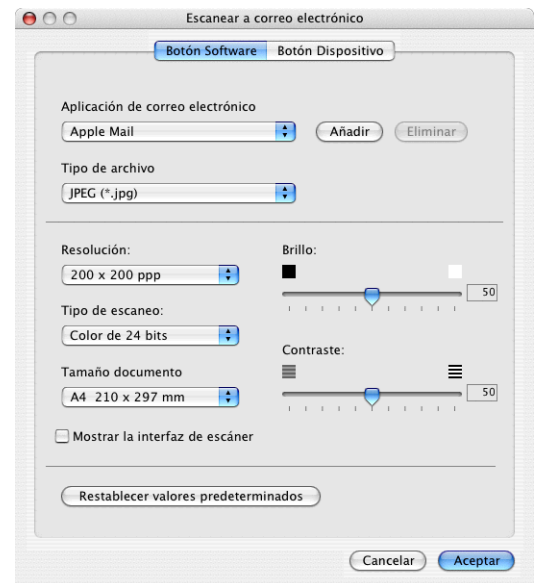 Escanear a correo electrónico
Botón Software Botón Dispositivo
Aplicación de correo electrónico
Apple Mail Añadir Eliminar
Tipo de archivo
JPEG (*.jpg)
Resolución:
200 x 200 ppp
Tipo de escaneo:
Color de 24 bits
Tamaño documento
A4 210 x 297 mm
Mostrar la interfaz de escáner
Brillo:
50
Contraste:
50
Restablecer valores predeterminados
Cancelar Aceptar